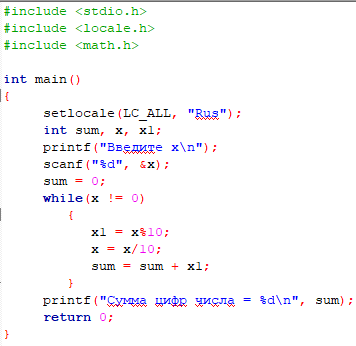 #include <stdio.h>
#include <locale.h>
#include <math.h>

int main()
{
setlocale(LC_ALL, "Rus");
int sum, x, x1;
printf("Введите x\n");
scanf("%d", &x);
sum = 0;
while(x != 0)
{
x1 = x%10;
x = x/10;
sum = sum + x1;
}
printf("Сумма цифр числа = %d\n", sum);
return 0;
}